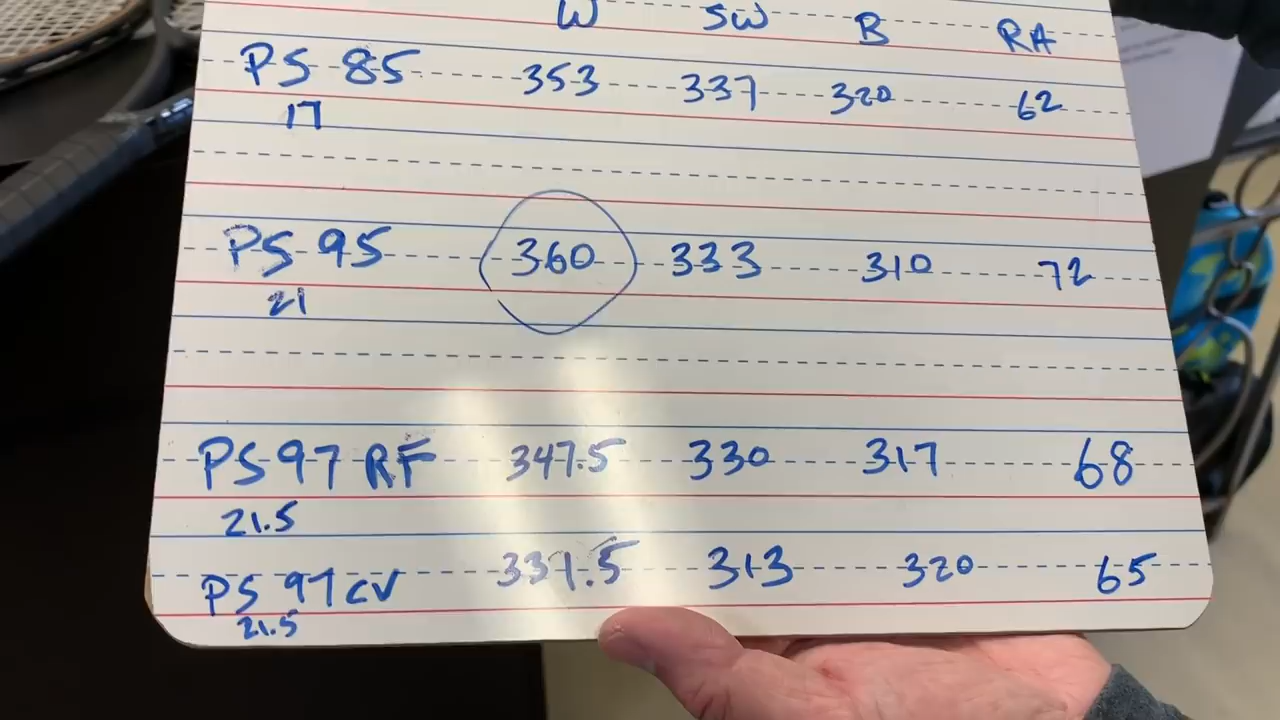 W SW B RA
PS 85 353 337 320 62
17
PS 95 360 333 310 72
21
PS 97 RF 347.5 330 317 68
21.5
PS 97 CV 337.5 313 320 65
21.5